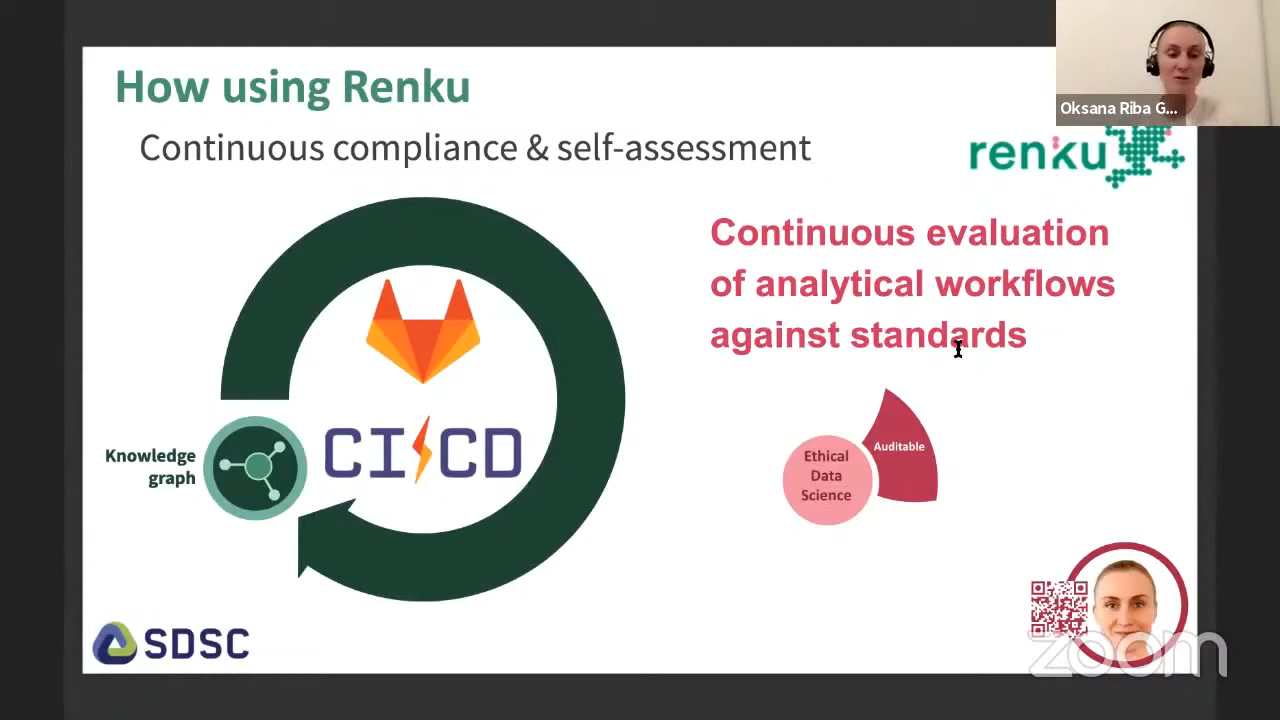 How using Renku
Oksana Riba G...
Continuous compliance & self-assessment
renku
Continuous evaluation
of analytical workflows
against standards
CI CD
Knowledge
graph
Auditable
Ethical
Data
Science
SDSC
zoom